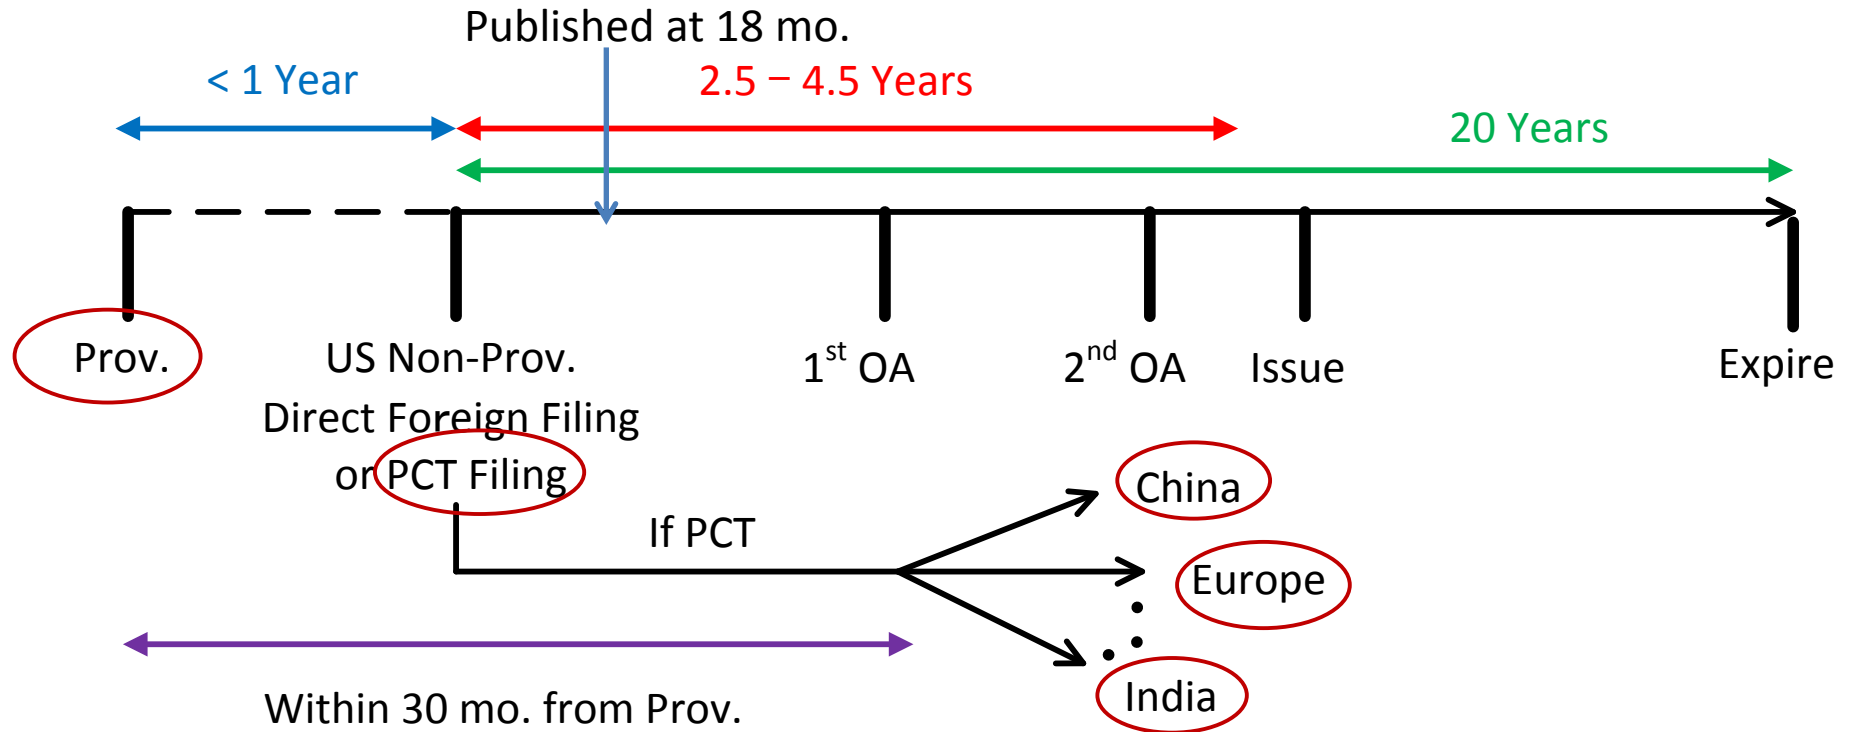 Published at 18 mo.
< 1 Year
2.5 – 4.5 Years
20 Years
Prov.
US Non-Prov.
Direct Foreign Filing
or PCT Filing
1st OA
2nd OA
Issue
Expire
If PCT
China
Europe
India
Within 30 mo. from Prov.